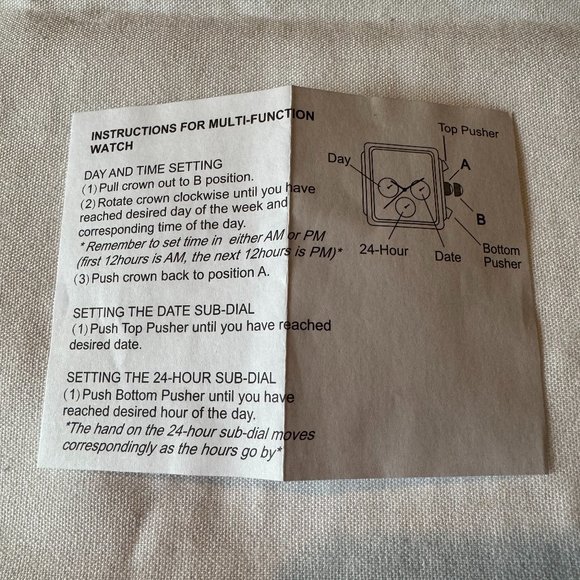 INSTRUCTIONS FOR MULTI-FUNCTION
WATCH
DAY AND TIME SETTING
(1) Pull crown out to B position.
(2) Rotate crown clockwise until you have
reached desired day of the week and
corresponding time of the day.
*Remember to set time in either AM or PM
(first 12hours is AM, the next 12hours is PM)*
(3) Push crown back to position A.
SETTING THE DATE SUB-DIAL
(1) Push Top Pusher until you have reached
desired date.
SETTING THE 24-HOUR SUB-DIAL
(1) Push Bottom Pusher until you have
reached desired hour of the day.
*The hand on the 24-hour sub-dial moves
correspondingly as the hours go by*
Top Pusher
Day
A
B
24-Hour
Date
Bottom
Pusher